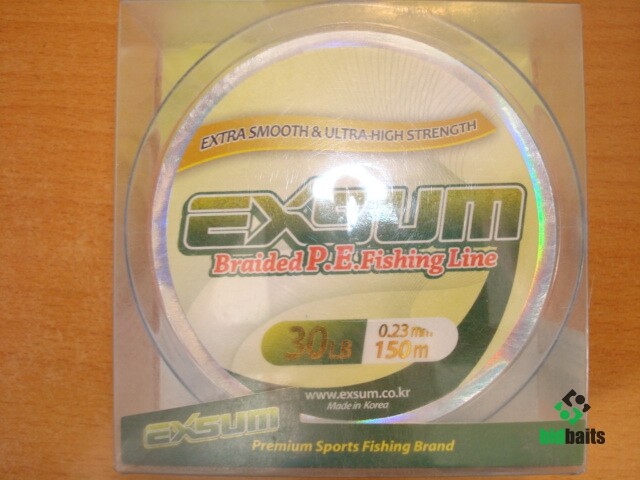 EXTRA SMOOTH & ULTRA-HIGH STRENGTH
EXSUM
Braided P.E. Fishing Line
30LB
0.23mm
150m
www.exsum.co.kr
Made in Korea
EXSUM
Premium Sports Fishing Brand
bigbaits